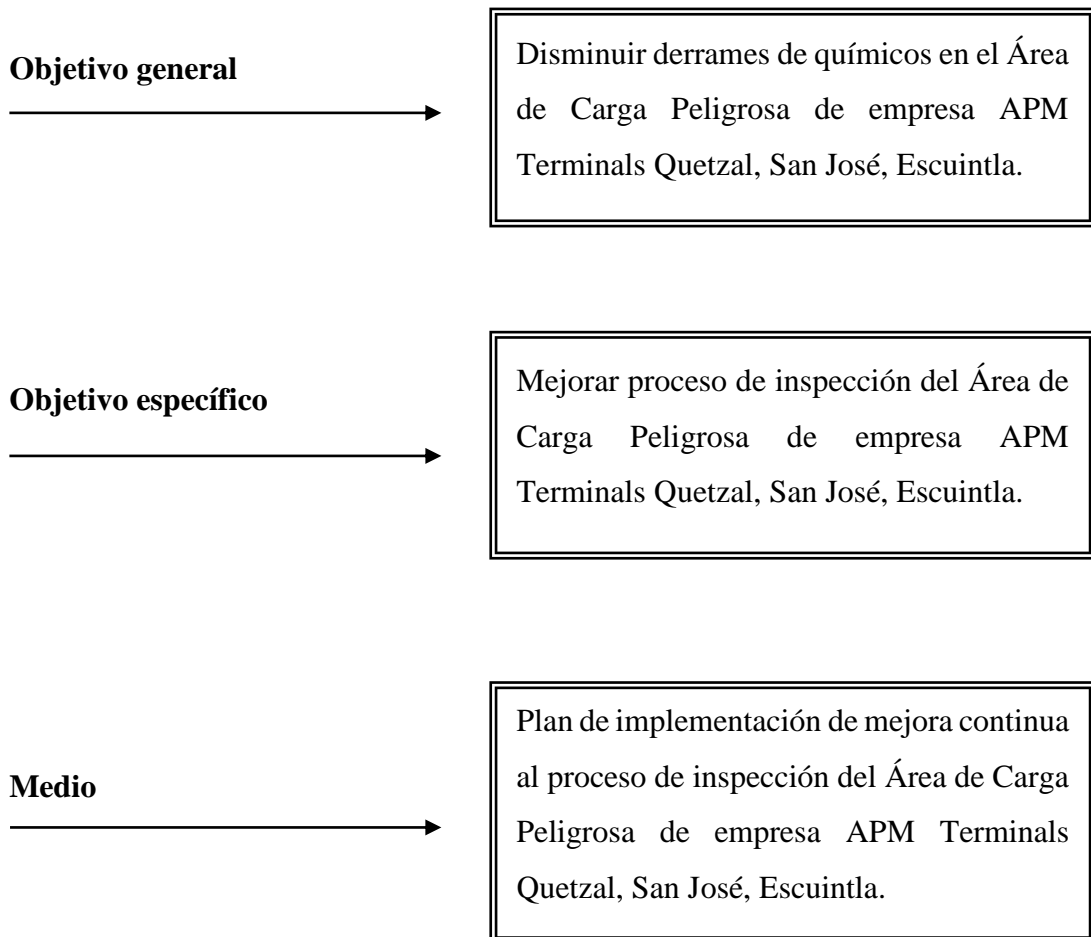 Objetivo general
Disminuir derrames de químicos en el Área
de Carga Peligrosa de empresa APM
Terminals Quetzal, San José, Escuintla.
Objetivo específico
Mejorar proceso de inspección del Área de
Carga Peligrosa de empresa APM
Terminals Quetzal, San José, Escuintla.
Medio
Plan de implementación de mejora continua
al proceso de inspección del Área de Carga
Peligrosa de empresa APM Terminals
Quetzal, San José, Escuintla.